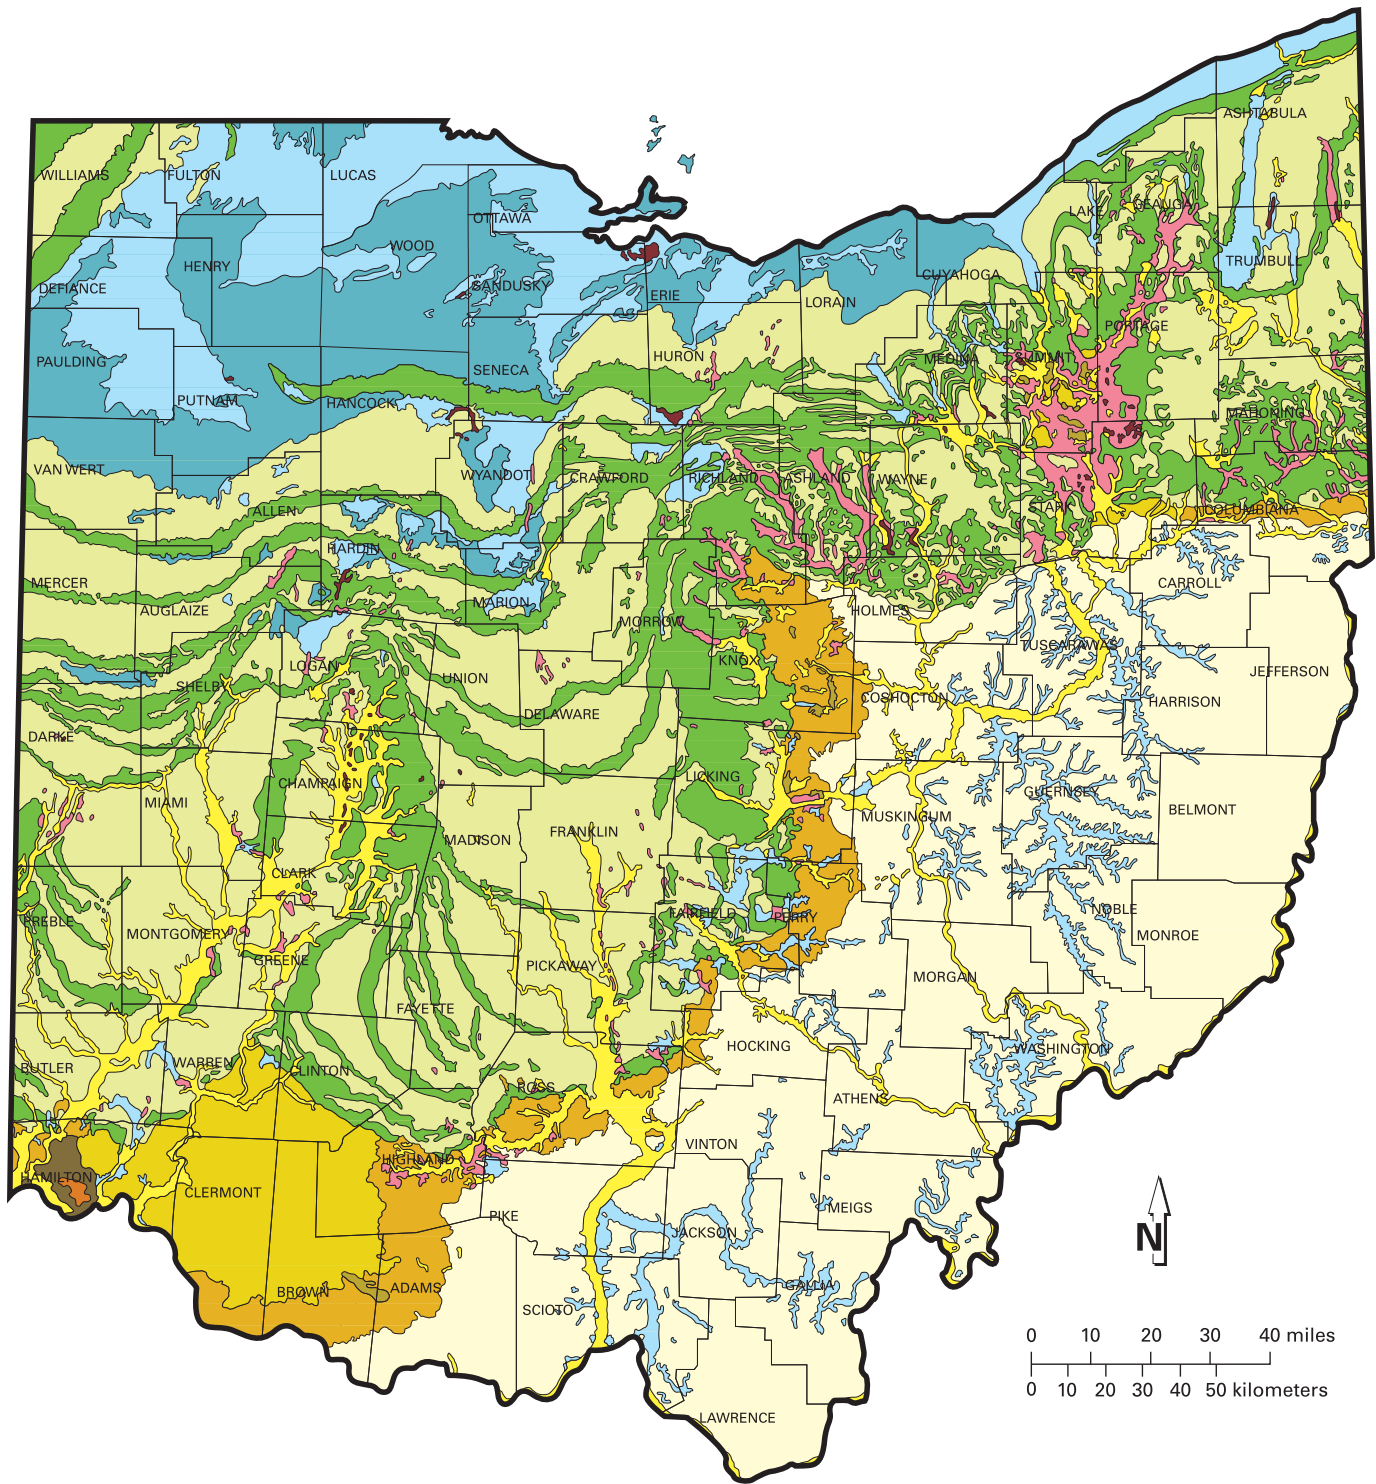 ASHTABULA
WILLIAMS
FULTON
LUCAS
LAKE
GEAUGA
OTTAWA
WOOD
HENRY
TRUMBULL
CUYAHOGA
DEFIANCE
SANDUSKY
ERIE
LORAIN
PORTAGE
PAULDING
HURON
MEDINA
SUMMIT
SENECA
PUTNAM
HANCOCK
MAHONING
VAN WERT
WYANDOT
CRAWFORD
RICHLAND
ASHLAND
WAYNE
ALLEN
STARK
COLUMBIANA
HARDIN
MERCER
CARROLL
AUGLAIZE
MARION
HOLMES
MORROW
TUSCARAWAS
LOGAN
KNOX
JEFFERSON
SHELBY
UNION
COSHOCTON
HARRISON
DELAWARE
DARKE
CHAMPAIGN
LICKING
GUERNSEY
MIAMI
BELMONT
MUSKINGUM
FRANKLIN
MADISON
CLARK
NOBLE
PREBLE
FAIRFIELD
PERRY
MONTGOMERY
MONROE
GREENE
PICKAWAY
MORGAN
FAYETTE
HOCKING
WASHINGTON
BUTLER
WARREN
CLINTON
ROSS
ATHENS
VINTON
HIGHLAND
HAMILTON
CLERMONT
MEIGS
PIKE
JACKSON
N
BROWN
ADAMS
GALLIA
SCIOTO
0 10 20 30 40 miles
0 10 20 30 40 50 kilometers
LAWRENCE